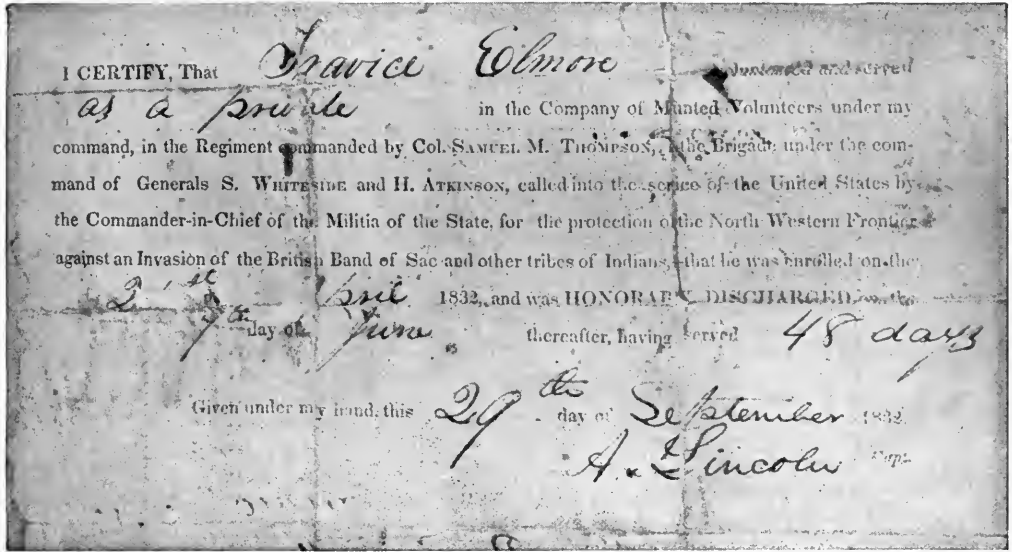 I CERTIFY, That Travice Elmore volunteered and served
as a private in the Company of Mounted Volunteers under my
command, in the Regiment commanded by Col. SAMUEL M. THOMPSON, the Brigade under the com-
mand of Generals S. WHITESIDE and H. ATKINSON, called into the service of the United States by
the Commander-in-Chief of the Militia of the State, for the protection of the North Western Frontier
against an Invasion of the British Band of Sac and other tribes of Indians, that he was enrolled on the
2 st April 1832, and was HONORABLY DISCHARGED on the
7th day of June thereafter, having served 48 days
Given under my hand, this 29th day of September 1832.
A. Lincoln Capt.